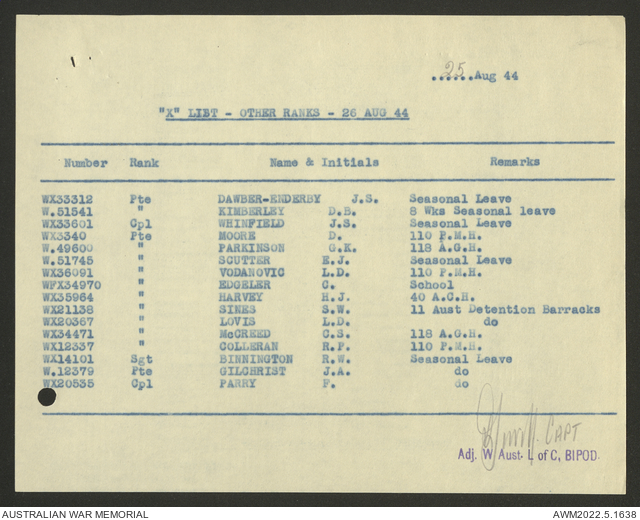 ......25 Aug 44
"X" LIST - OTHER RANKS - 26 AUG 44
Number Rank Name & Initials Remarks
WX33312 Pte DAWBER-ENDERBY J.S. Seasonal Leave
W.51541 " KIMBERLEY D.B. 8 Wks Seasonal leave
WX33601 Cpl WHINFIELD J.S. Seasonal Leave
WX3340 Pte MOORE D. 110 P.M.H.
W.49600 " PARKINSON G.K. 118 A.G.H.
W.51745 " SCUTTER E.J. Seasonal Leave
WX36091 " VODANOVIC L.D. 110 P.M.H.
WFX34970 " EDGELER C. School
WX35964 " HARVEY H.J. 40 A.C.H.
WX21138 " SINES S.W. 11 Aust Detention Barracks
WX20367 " LOVIS L.D. do
WX34471 " McCREED C.S. 118 A.G.H.
WX12337 " COLLERAN R.P. 110 P.M.H.
WX14101 Sgt BINNINGTON R.W. Seasonal Leave
W.12379 Pte GILCHRIST J.A. do
WX20535 Cpl PARRY F. do
CAPT
Adj. W Aust. L of C, BIPOD.
AUSTRALIAN WAR MEMORIAL AWM2022.5.1638